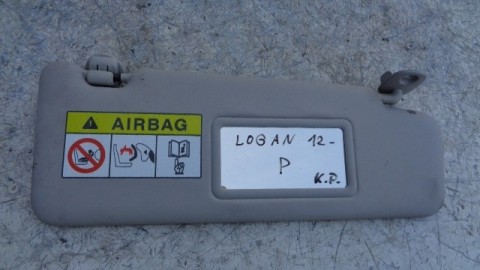 AIRBAG
LOGAN 12-
P
K.P.